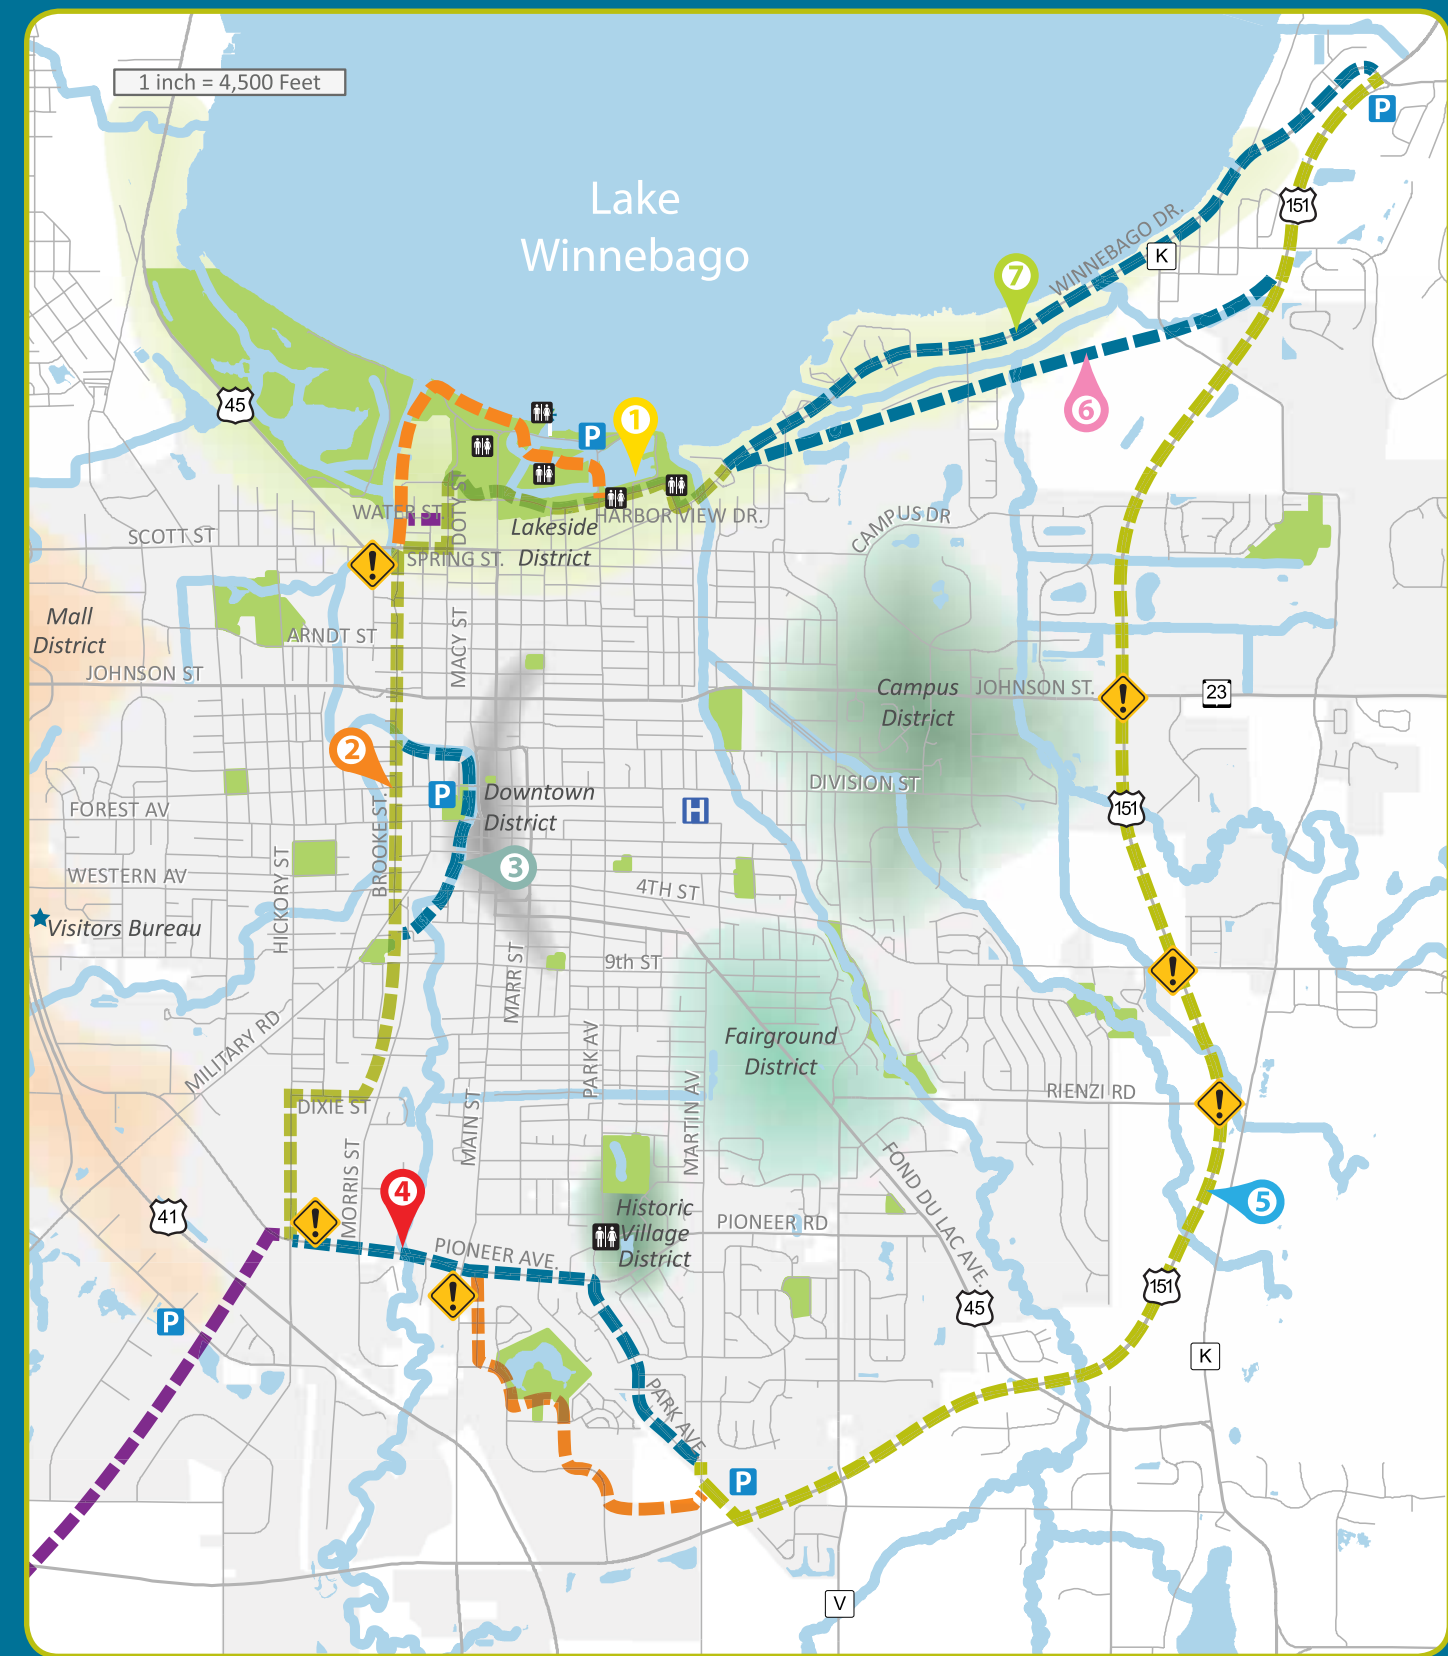 1 inch = 4,500 Feet
Lake
Winnebago
P
151
WINNEBAGO DR.
K
7
6
45
1
P
WATER ST.
DOTY ST
HARBOR VIEW DR.
Lakeside
District
SPRING ST.
SCOTT ST
CAMPUS DR
Mall
District
ARNDT ST
MACY ST
JOHNSON ST
Campus
District
JOHNSON ST.
23
2
P
Downtown
District
H
DIVISION ST
151
FOREST AV
BROOKE ST.
3
WESTERN AV
HICKORY ST
4TH ST
Visitors Bureau
MARR ST
9th ST
MILITARY RD
PARK AV
Fairground
District
MARTIN AV
RIENZI RD
DIXIE ST
MAIN ST
MORRIS ST
4
41
Historic
Village
District
PIONEER RD
FOND DU LAC AVE.
5
PIONEER AVE.
151
45
P
K
PARK AVE
P
V